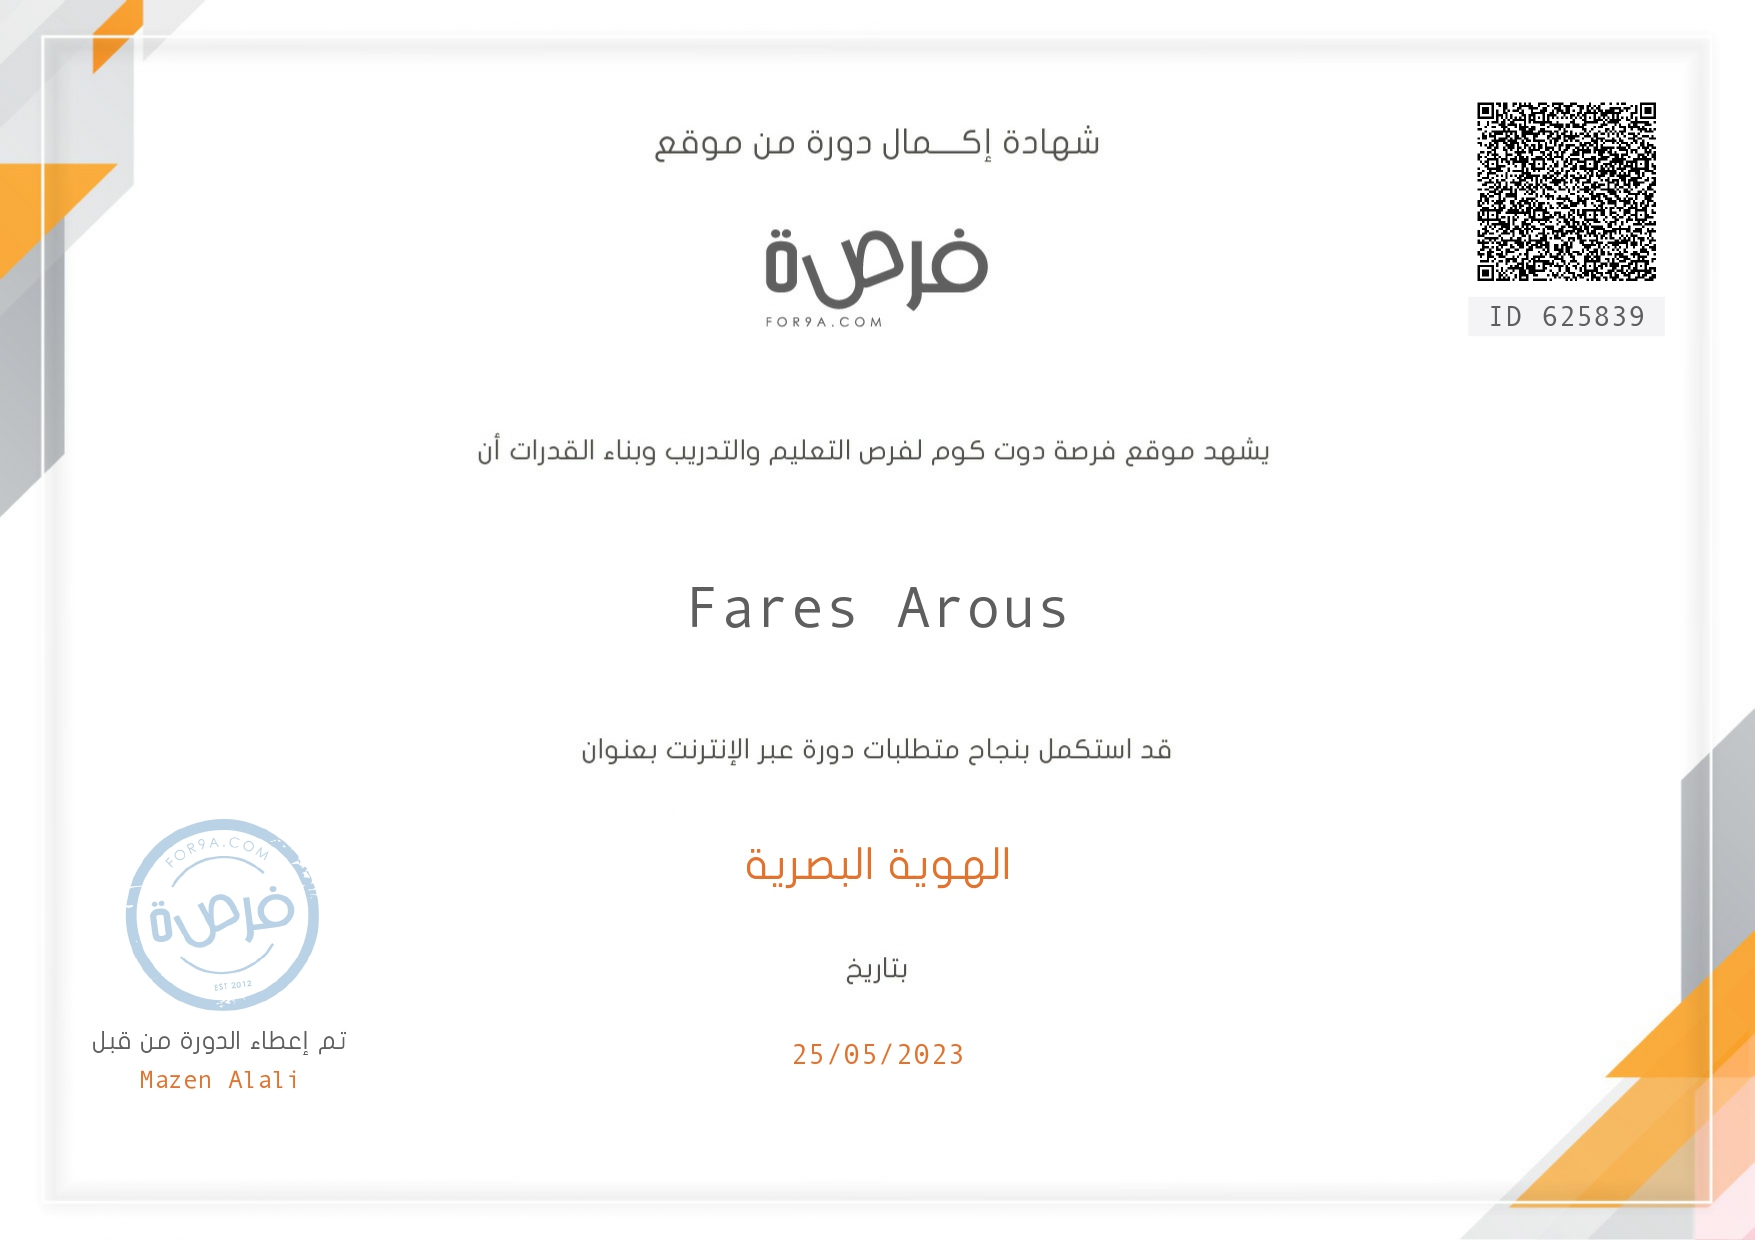 شهادة إكـــمال دورة من موقع
فرصة
FOR9A.COM
ID 625839
يشهد موقع فرصة دوت كوم لفرص التعليم والتدريب وبناء القدرات أن
Fares Arous
قد استكمل بنجاح متطلبات دورة عبر الإنترنت بعنوان
الهوية البصرية
بتاريخ
25/05/2023
FOR9A.COM
فرصة
EST 2012
تم إعطاء الدورة من قبل
Mazen Alali